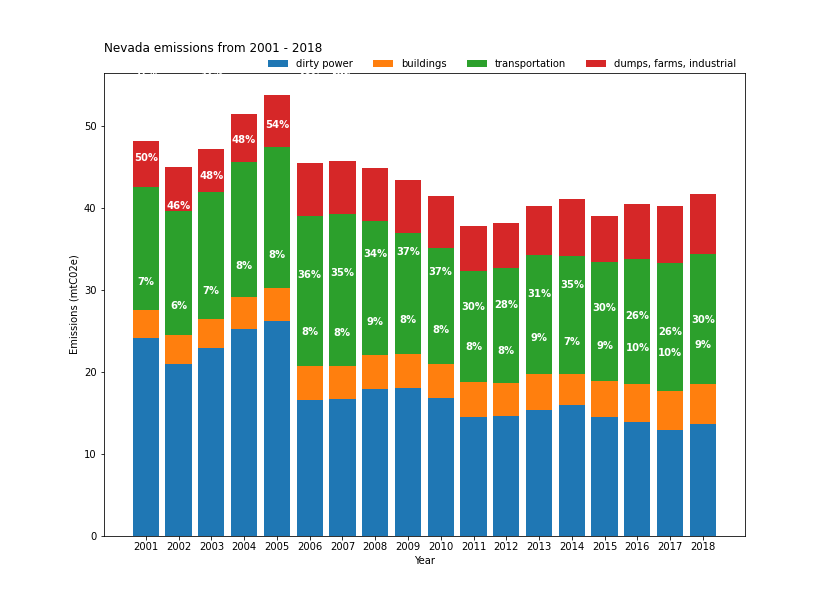 Nevada emissions from 2001 - 2018
dirty power buildings transportation dumps, farms, industrial
Emissions (mtC02e)
50
40
30
20
10
0
50% 46% 48% 48% 54%
36% 35% 34% 37% 37% 30% 28% 31% 35% 30% 26% 26% 30%
7% 6% 7% 8% 8% 8% 8% 9% 8% 8% 8% 8% 9% 7% 9% 10% 10% 9%
2001 2002 2003 2004 2005 2006 2007 2008 2009 2010 2011 2012 2013 2014 2015 2016 2017 2018
Year